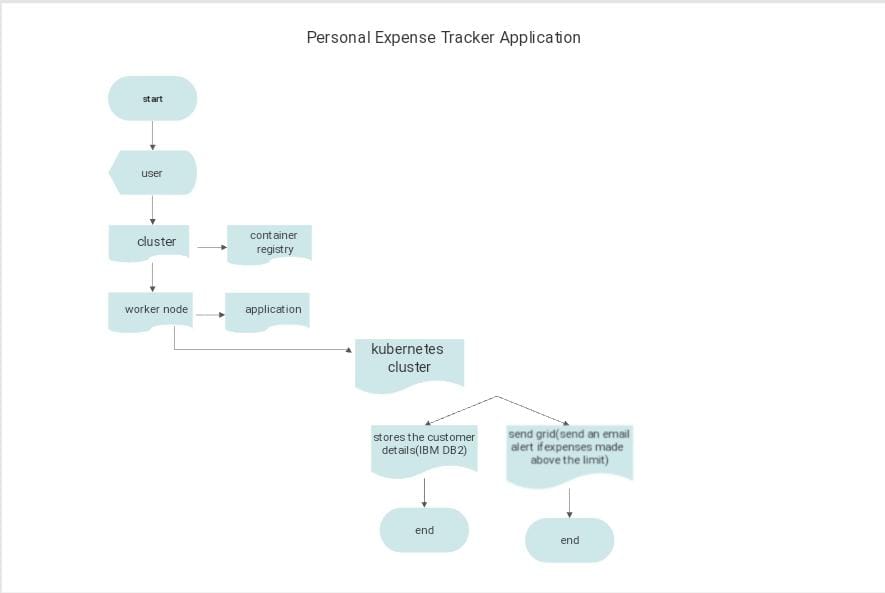 Personal Expense Tracker Application
start
user
cluster
container
registry
worker node
application
kubernetes
cluster
stores the customer
details(IBM DB2)
send grid(send an email
alert ifexpenses made
above the limit)
end
end